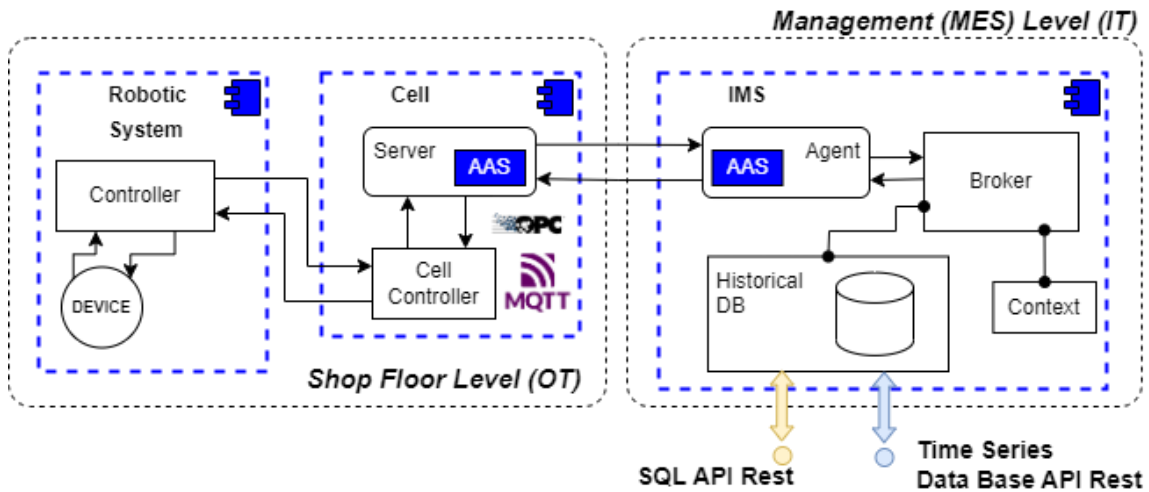 Management (MES) Level (IT)
Robotic
System
Cell
IMS
Server
AAS
AAS
Agent
Controller
Broker
OPC
Cell
Controller
MQTT
DEVICE
Historical
DB
Context
Shop Floor Level (OT)
SQL API Rest
Time Series
Data Base API Rest